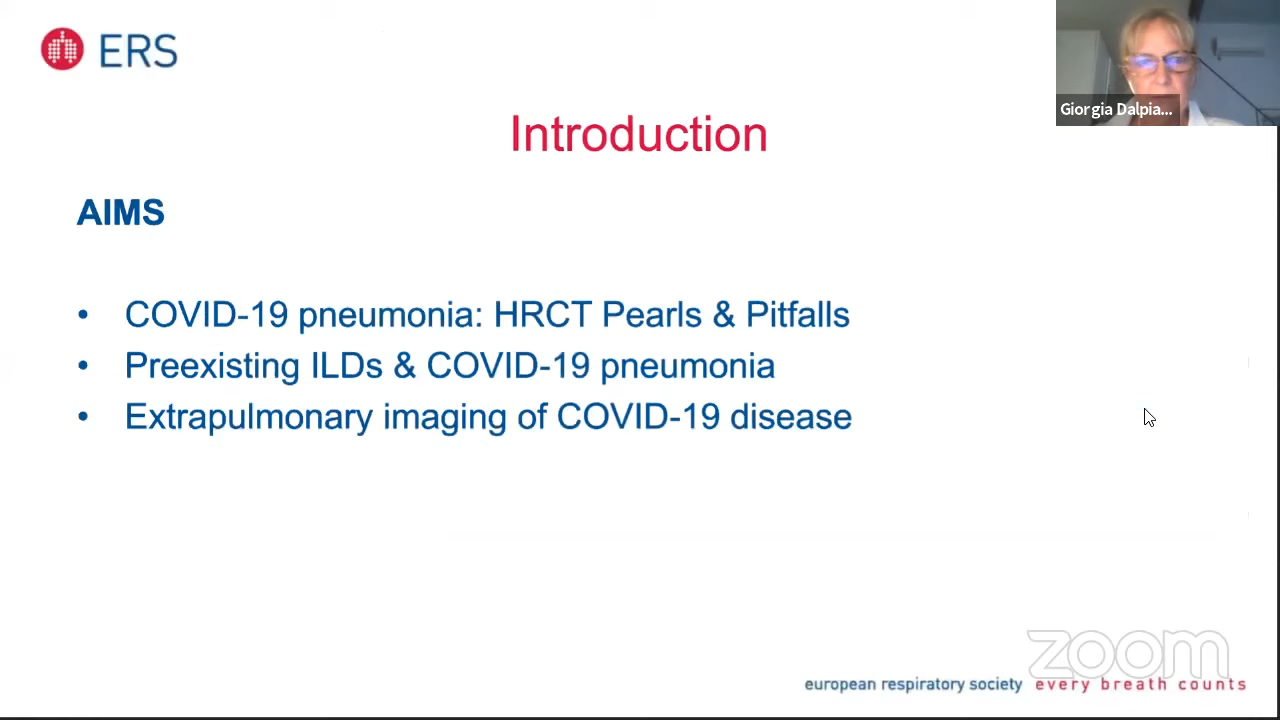 ERS
Giorgia Dalpia...
Introduction
AIMS
• COVID-19 pneumonia: HRCT Pearls & Pitfalls
• Preexisting ILDs & COVID-19 pneumonia
• Extrapulmonary imaging of COVID-19 disease
zoom
european respiratory society every breath counts